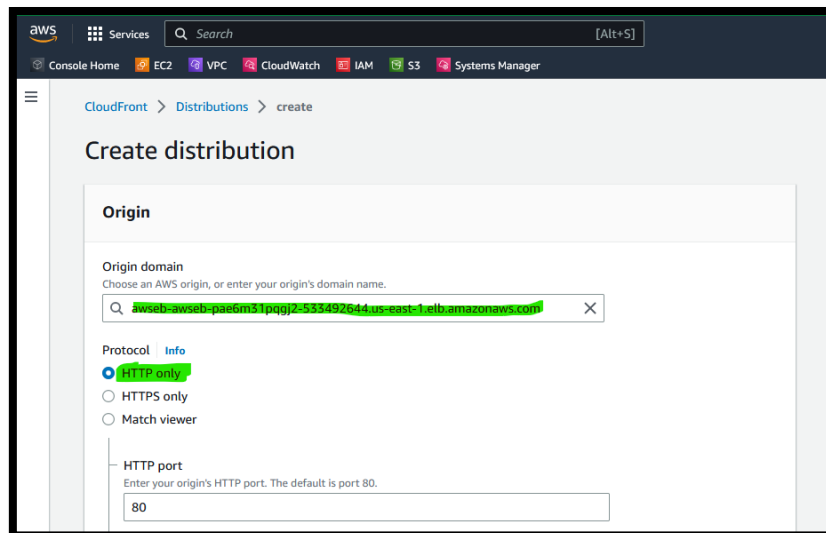 aws
Services
Search [Alt+S]
Console Home EC2 VPC CloudWatch IAM S3 Systems Manager
CloudFront > Distributions > create
Create distribution
Origin
Origin domain
Choose an AWS origin, or enter your origin's domain name.
awseb-awseb-pae6m31pqgj2-533492644.us-east-1.elb.amazonaws.com
Protocol Info
HTTP only
HTTPS only
Match viewer
HTTP port
Enter your origin's HTTP port. The default is port 80.
80